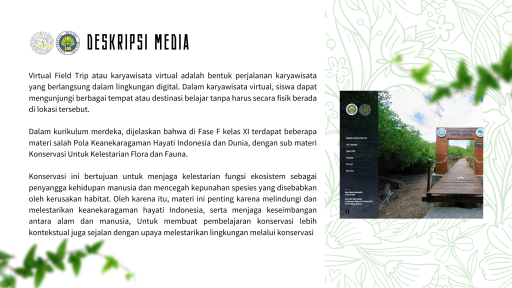 DESKRIPSI MEDIA
Virtual Field Trip atau karyawisata virtual adalah bentuk perjalanan karyawisata
yang berlangsung dalam lingkungan digital. Dalam karyawisata virtual, siswa dapat
mengunjungi berbagai tempat atau destinasi belajar tanpa harus secara fisik berada
di lokasi tersebut.
Dalam kurikulum merdeka, dijelaskan bahwa di Fase F kelas XI terdapat beberapa
materi salah Pola Keanekaragaman Hayati Indonesia dan Dunia, dengan sub materi
Konservasi Untuk Kelestarian Flora dan Fauna.
Konservasi ini bertujuan untuk menjaga kelestarian fungsi ekosistem sebagai
penyangga kehidupan manusia dan mencegah kepunahan spesies yang disebabkan
oleh kerusakan habitat. Oleh karena itu, materi ini penting karena melindungi dan
melestarikan keanekaragaman hayati Indonesia, serta menjaga keseimbangan
antara alam dan manusia, Untuk membuat pembelajaran konservasi lebih
kontekstual juga sejalan dengan upaya melestarikan lingkungan melalui konservasi